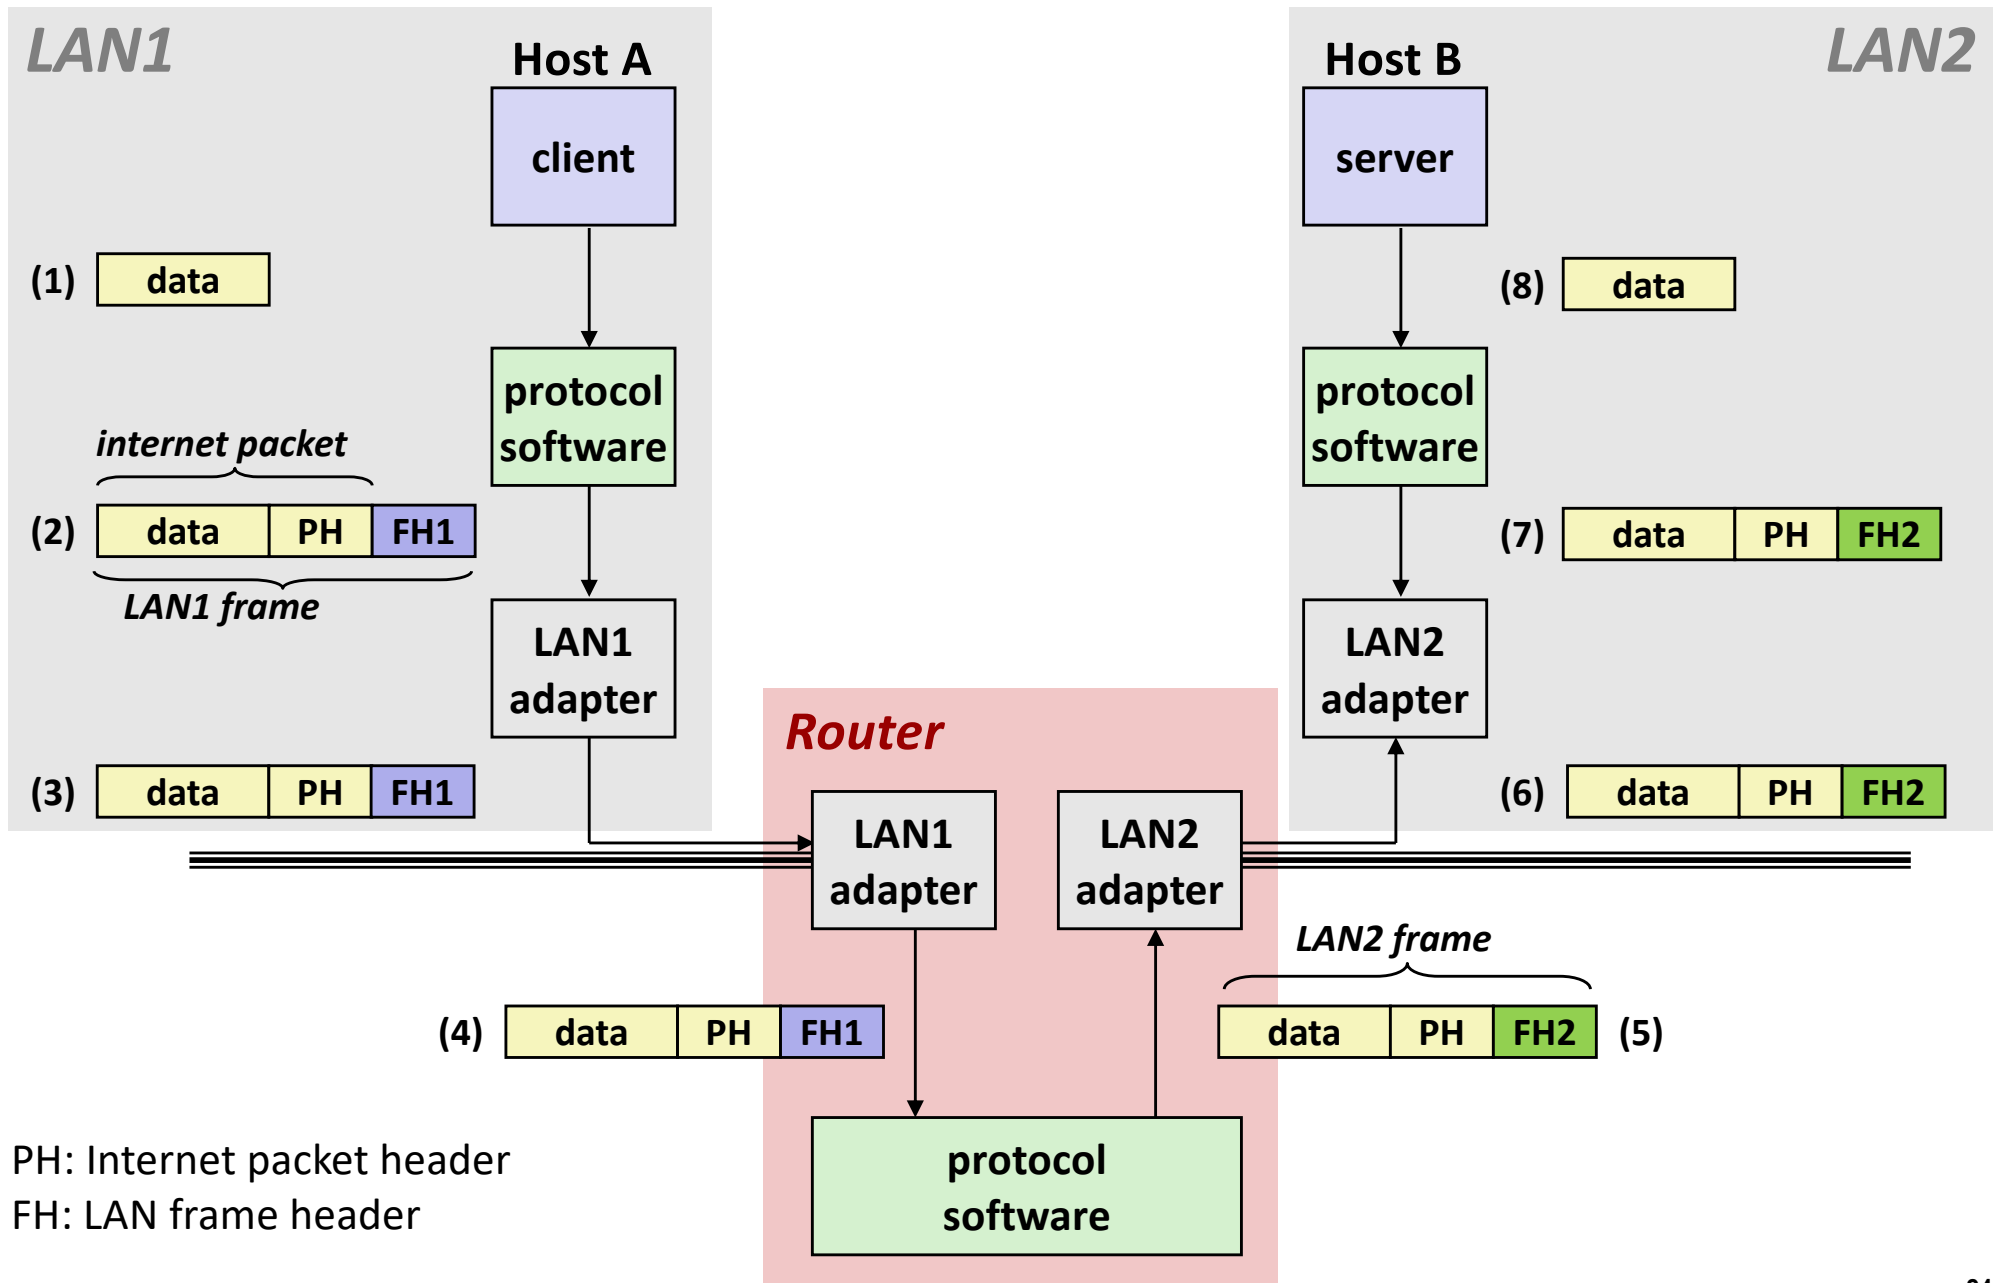 LAN1
Host A
Host B
LAN2
client
server
(1) data
(8) data
protocol
software
protocol
software
internet packet
(2) data PH FH1
(7) data PH FH2
LAN1 frame
LAN1
adapter
LAN2
adapter
Router
(3) data PH FH1
(6) data PH FH2
LAN1
adapter
LAN2
adapter
LAN2 frame
(4) data PH FH1
data PH FH2 (5)
protocol
software
PH: Internet packet header
FH: LAN frame header